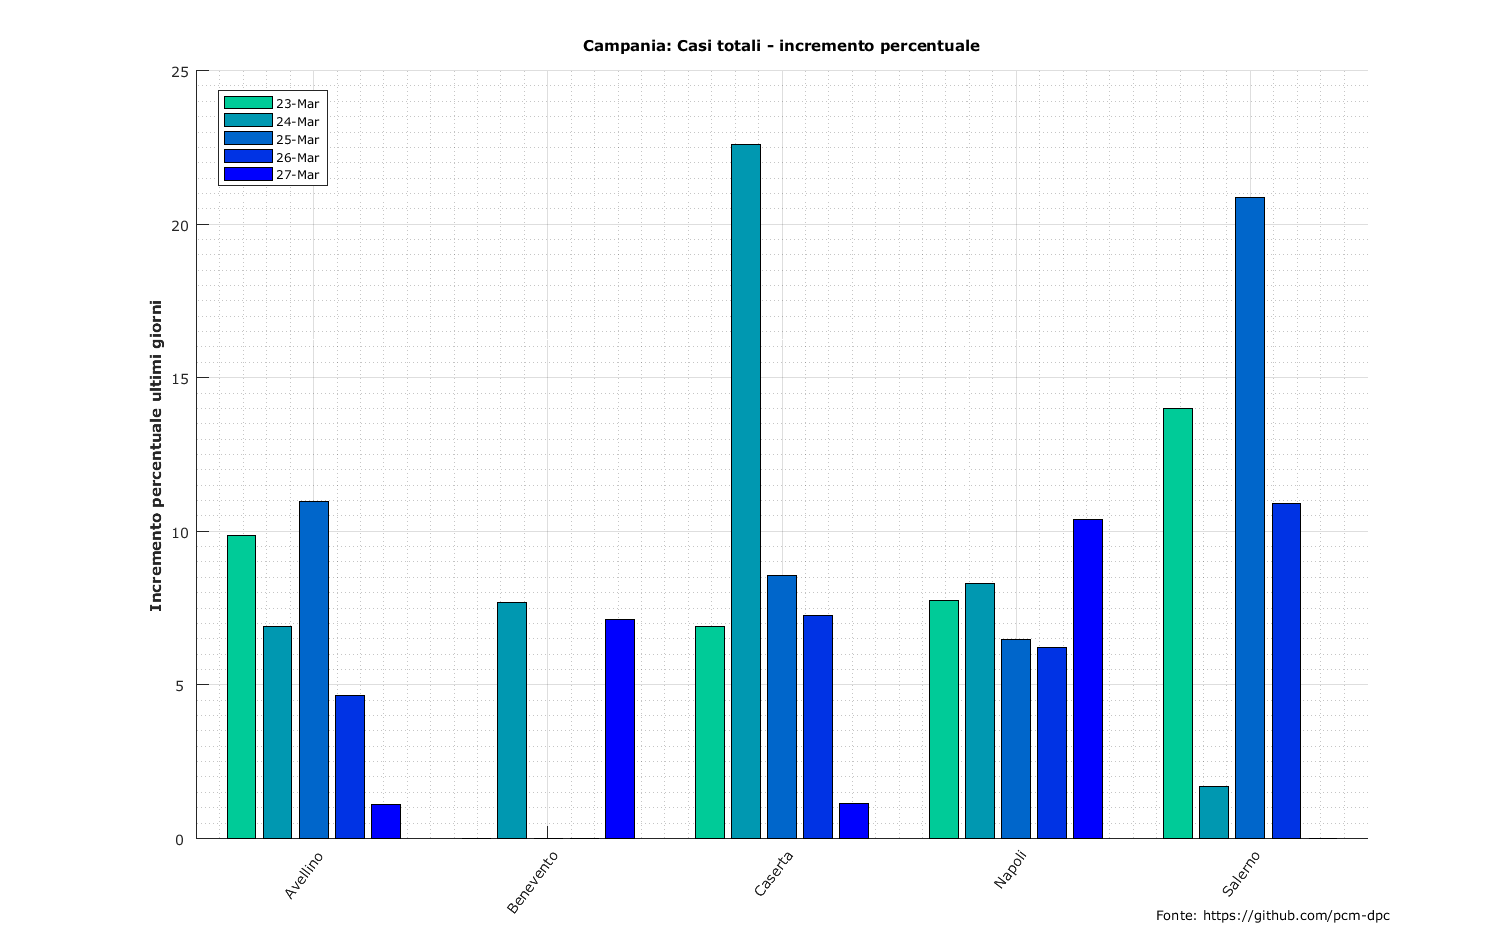 Campania: Casi totali - incremento percentuale
25
20
15
10
5
0
Incremento percentuale ultimi giorni
23-Mar
24-Mar
25-Mar
26-Mar
27-Mar
Avellino
Benevento
Caserta
Napoli
Salerno
Fonte: https://github.com/pcm-dpc